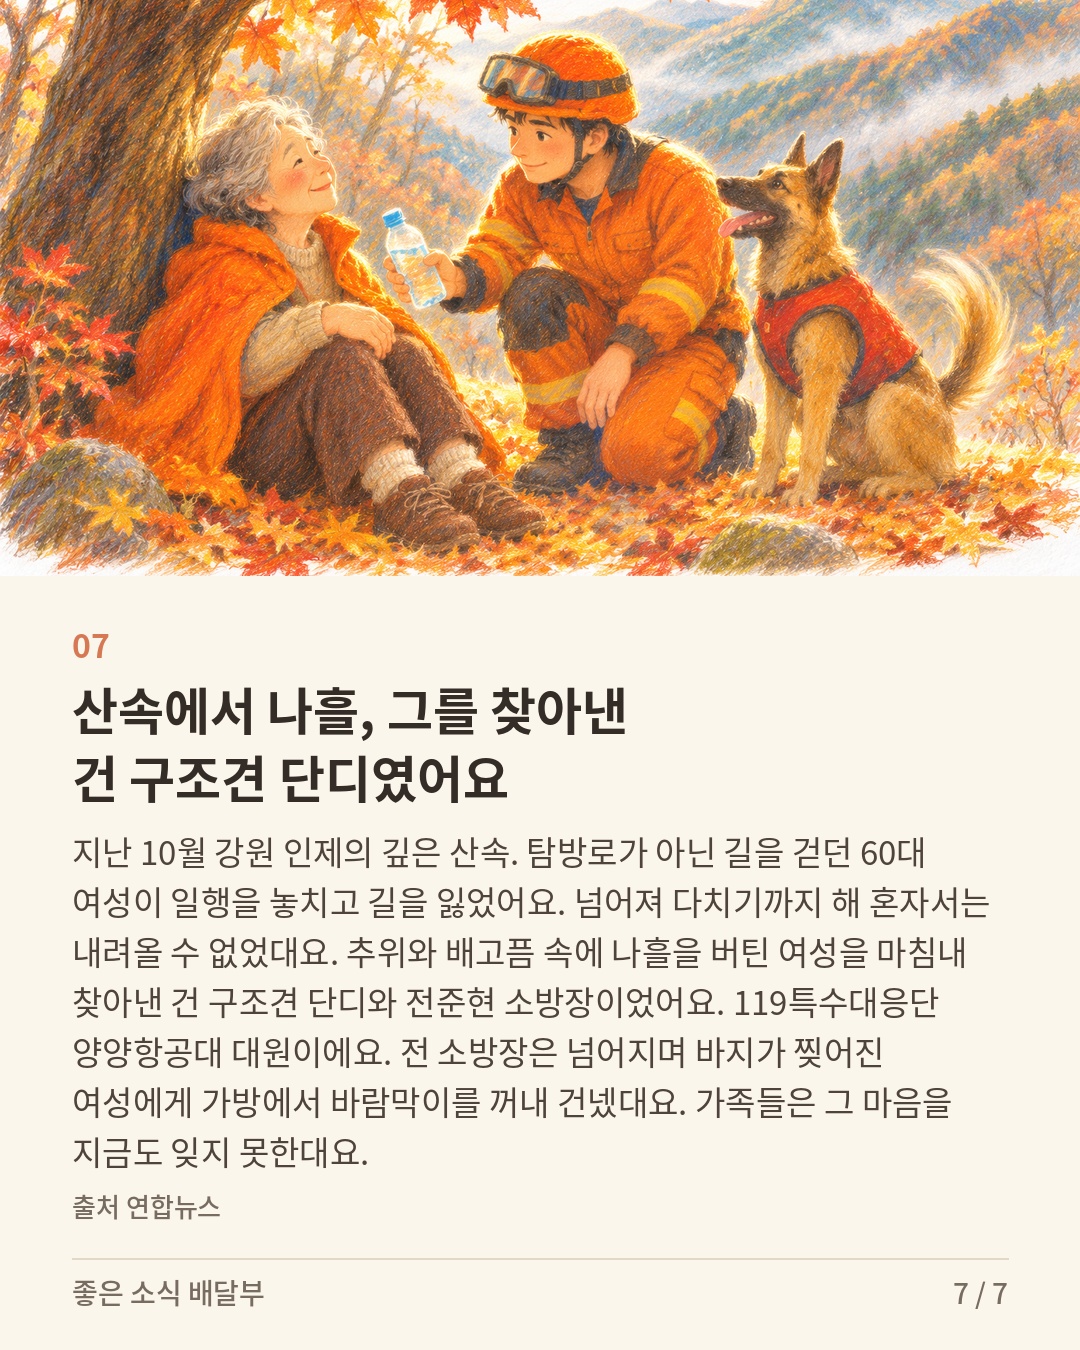 07
산속에서 나흘, 그를 찾아낸
건 구조견 단디였어요
지난 10월 강원 인제의 깊은 산속. 탐방로가 아닌 길을 걷던 60대
여성이 일행을 놓치고 길을 잃었어요. 넘어져 다치기까지 해 혼자서는
내려올 수 없었대요. 추위와 배고픔 속에 나흘을 버틴 여성을 마침내
찾아낸 건 구조견 단디와 전준현 소방장이었어요. 119특수대응단
양양항공대 대원이에요. 전 소방장은 넘어지며 바지가 찢어진
여성에게 가방에서 바람막이를 꺼내 건넸대요. 가족들은 그 마음을
지금도 잊지 못한대요.
출처 연합뉴스
좋은 소식 배달부
7 / 7